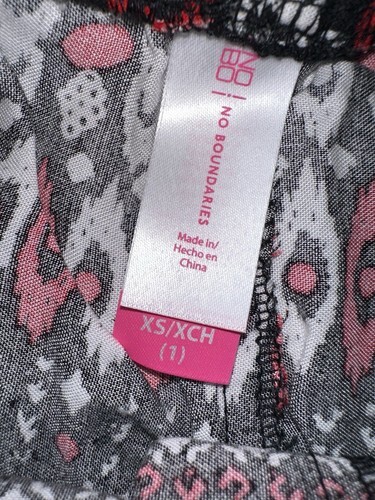 NO
BO
NO BOUNDARIES
Made in/
Hecho en
China
XS/XCH
(1)